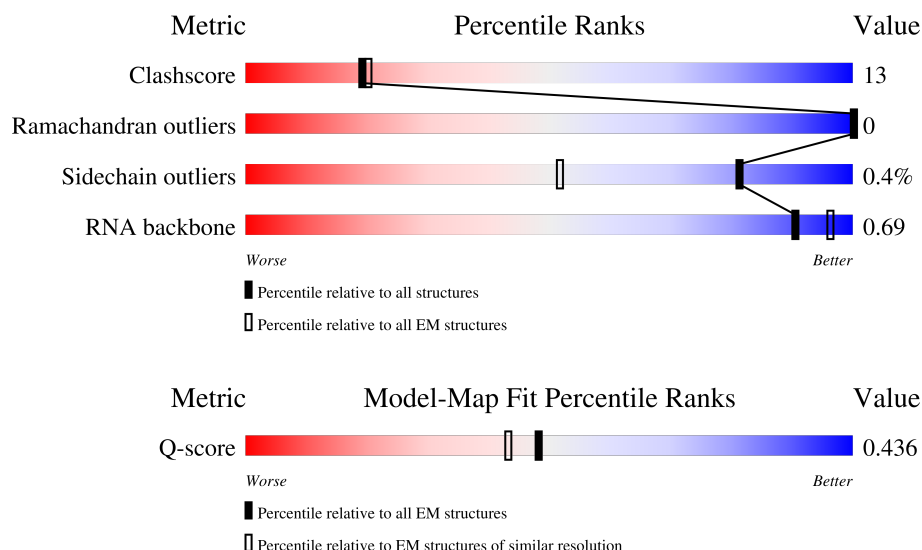 Metric Percentile Ranks Value
Clashscore 13
Ramachandran outliers 0
Sidechain outliers 0.4%
RNA backbone 0.69
Worse Better
Percentile relative to all structures
Percentile relative to all EM structures
Metric Model-Map Fit Percentile Ranks Value
Q-score 0.436
Worse Better
Percentile relative to all EM structures
Percentile relative to EM structures of similar resolution